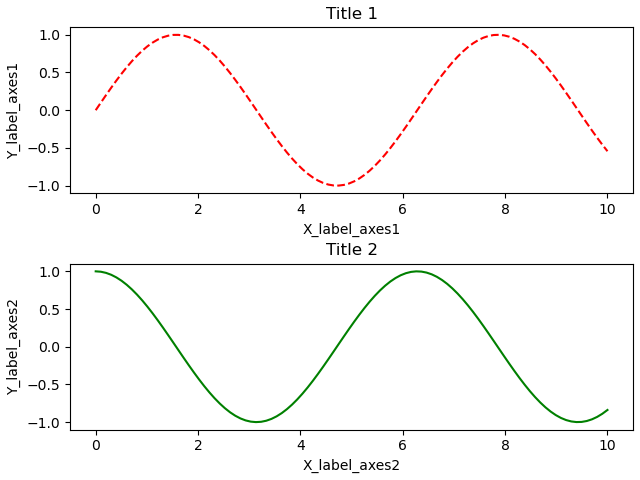 Title 1
Y_label_axes1
1.0
0.5
0.0
−0.5
−1.0
0 2 4 6 8 10
X_label_axes1
Title 2
Y_label_axes2
1.0
0.5
0.0
−0.5
−1.0
0 2 4 6 8 10
X_label_axes2